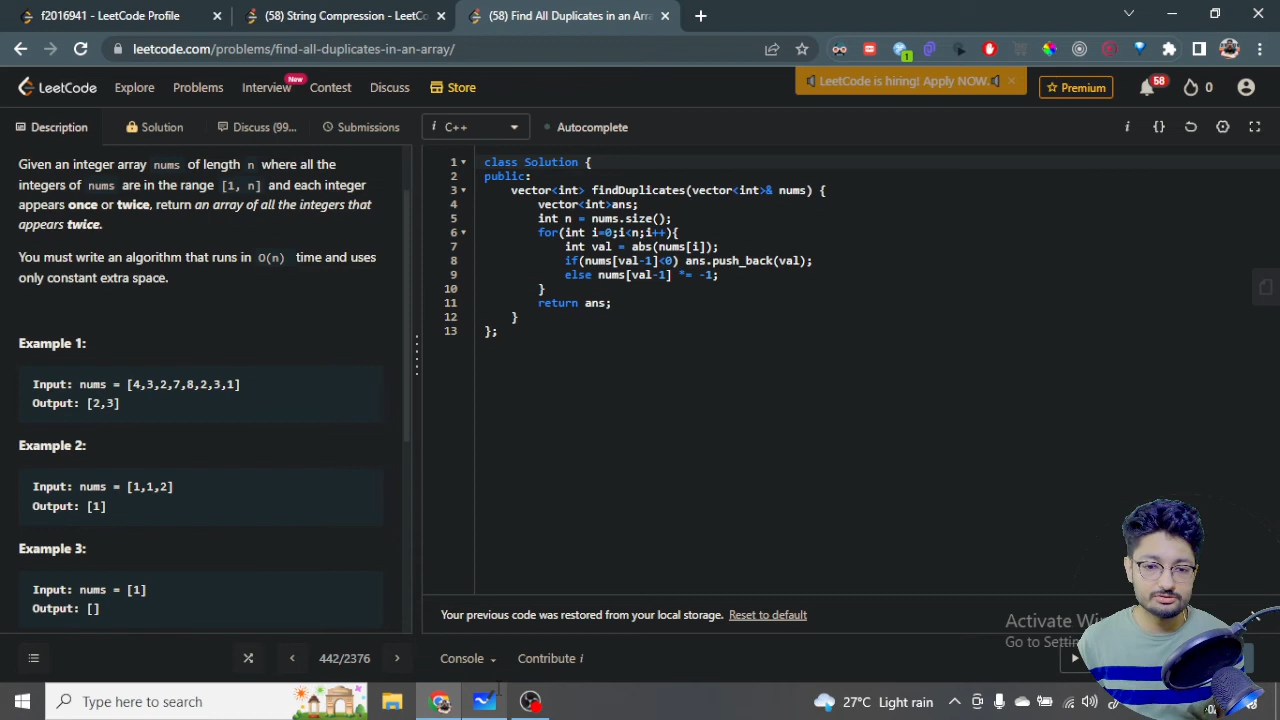 f2016941 - LeetCode Profile
(58) String Compression - LeetCo
(58) Find All Duplicates in an Arra
leetcode.com/problems/find-all-duplicates-in-an-array/
1
LeetCode
Explore
Problems
Interview
New
Contest
Discuss
Store
LeetCode is hiring! Apply NOW.
Premium
58
0
Description
Solution
Discuss (99...
Submissions
i C++
Autocomplete
Given an integer array nums of length n where all the
integers of nums are in the range [1, n] and each integer
appears once or twice, return an array of all the integers that
appears twice.
You must write an algorithm that runs in O(n) time and uses
only constant extra space.
Example 1:
Input: nums = [4,3,2,7,8,2,3,1]
Output: [2,3]
Example 2:
Input: nums = [1,1,2]
Output: [1]
Example 3:
Input: nums = [1]
Output: []
1 class Solution {
2 public:
3 vector<int> findDuplicates(vector<int>& nums) {
4 vector<int>ans;
5 int n = nums.size();
6 for(int i=0;i<n;i++){
7 int val = abs(nums[i]);
8 if(nums[val-1]<0) ans.push_back(val);
9 else nums[val-1] *= -1;
10 }
11 return ans;
12 }
13 };
Your previous code was restored from your local storage. Reset to default
Activate Wi
Go to Setti
442/2376
Console
Contribute i
Type here to search
27°C Light rain